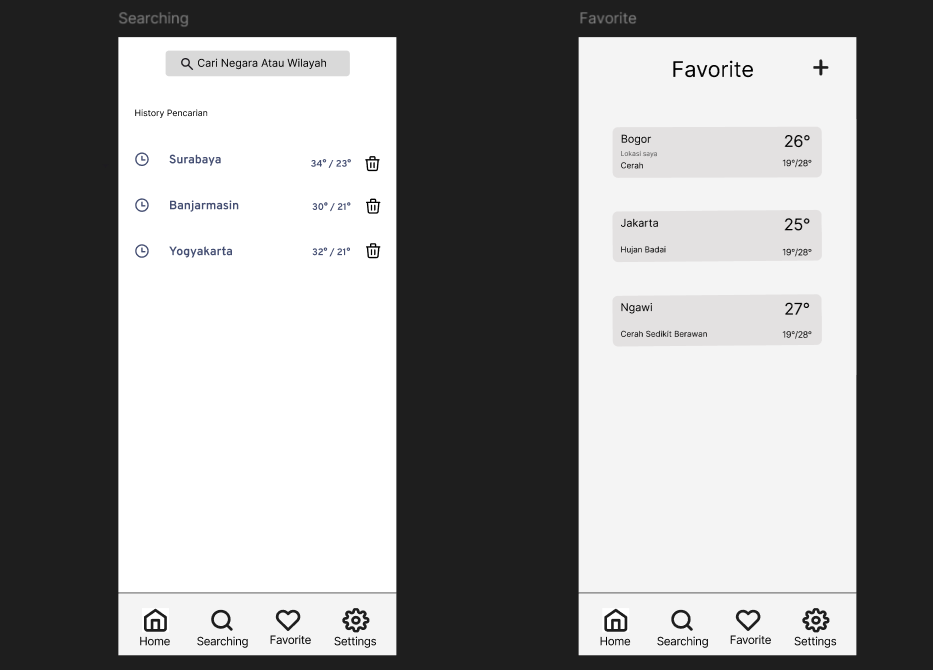 Searching
Cari Negara Atau Wilayah
History Pencarian
Surabaya 34° / 23°
Banjarmasin 30° / 21°
Yogyakarta 32° / 21°
Home Searching Favorite Settings
Favorite
Favorite +
Bogor 26°
Lokasi saya
Cerah 19°/28°
Jakarta 25°
Hujan Badai 19°/28°
Ngawi 27°
Cerah Sedikit Berawan 19°/28°
Home Searching Favorite Settings